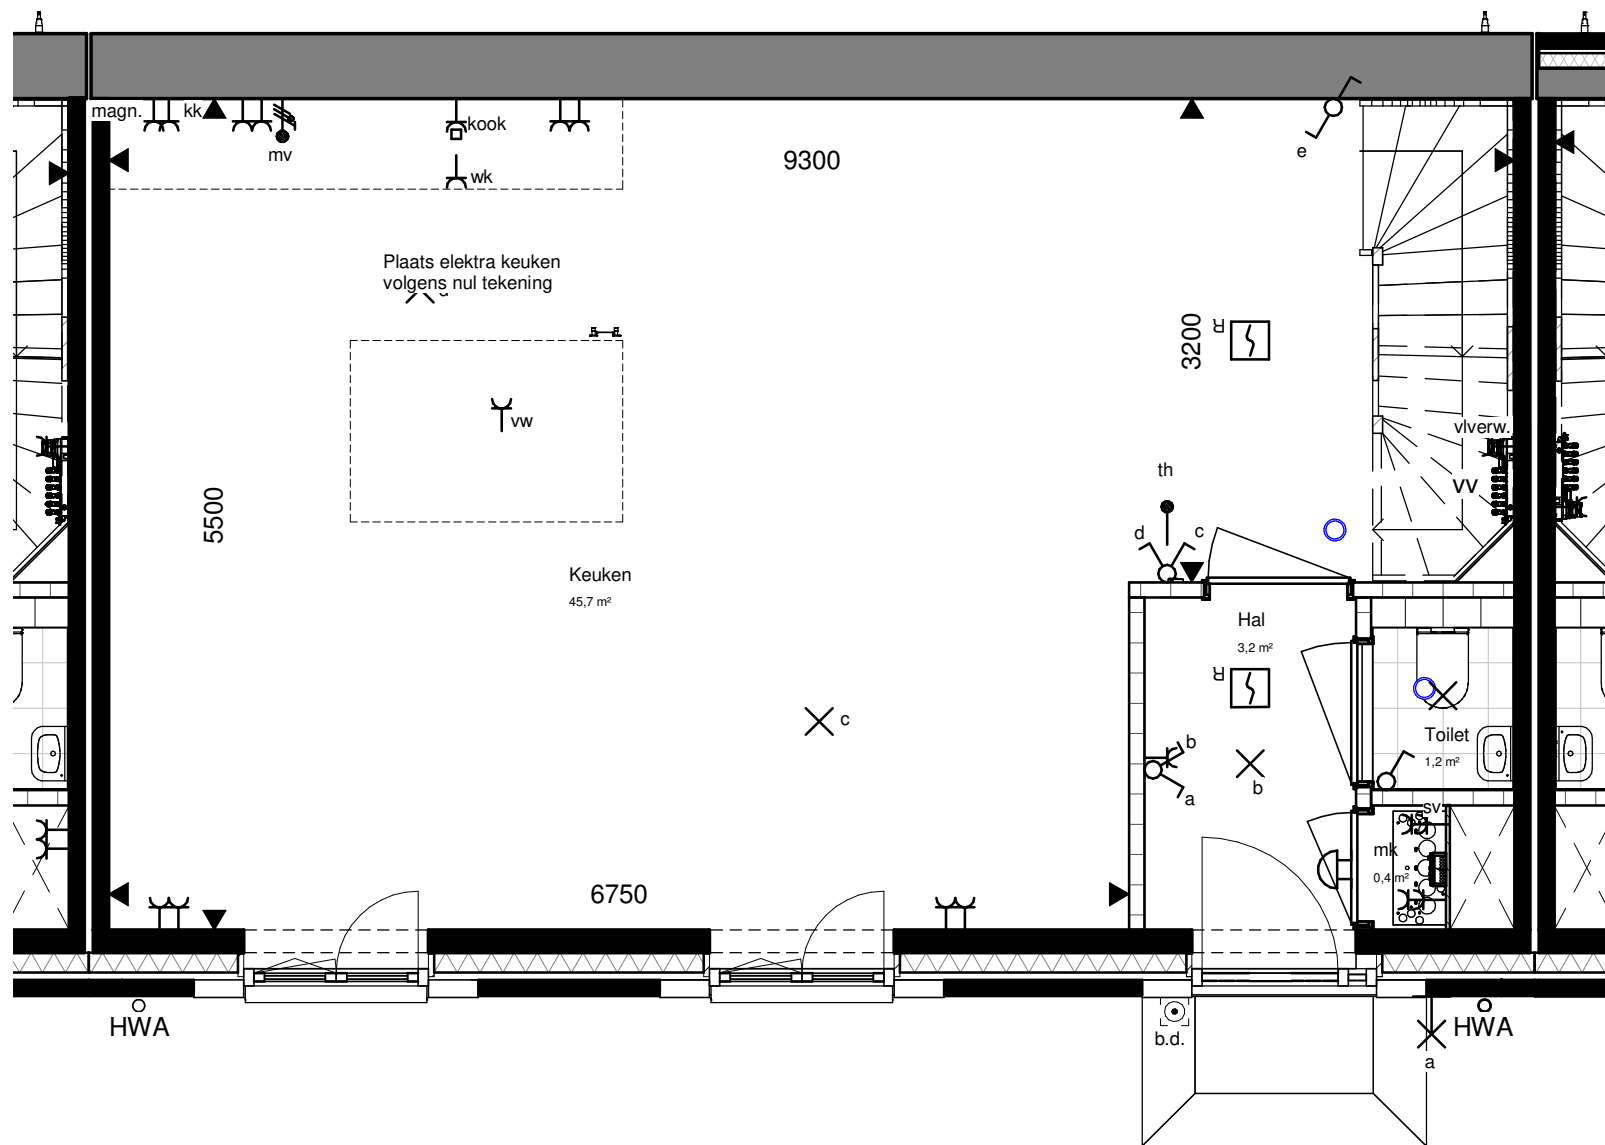 magn.
kk
mv
kook
wk
9300
e
Plaats elektra keuken
volgens nul tekening
3200
R
vw
vlverw.
vv
th
d
c
5500
Keuken
45,7 m²
Hal
3,2 m²
R
Toilet
1,2 m²
c
b
a
b
sv.
mk
0,4 m²
6750
HWA
b.d.
HWA
a